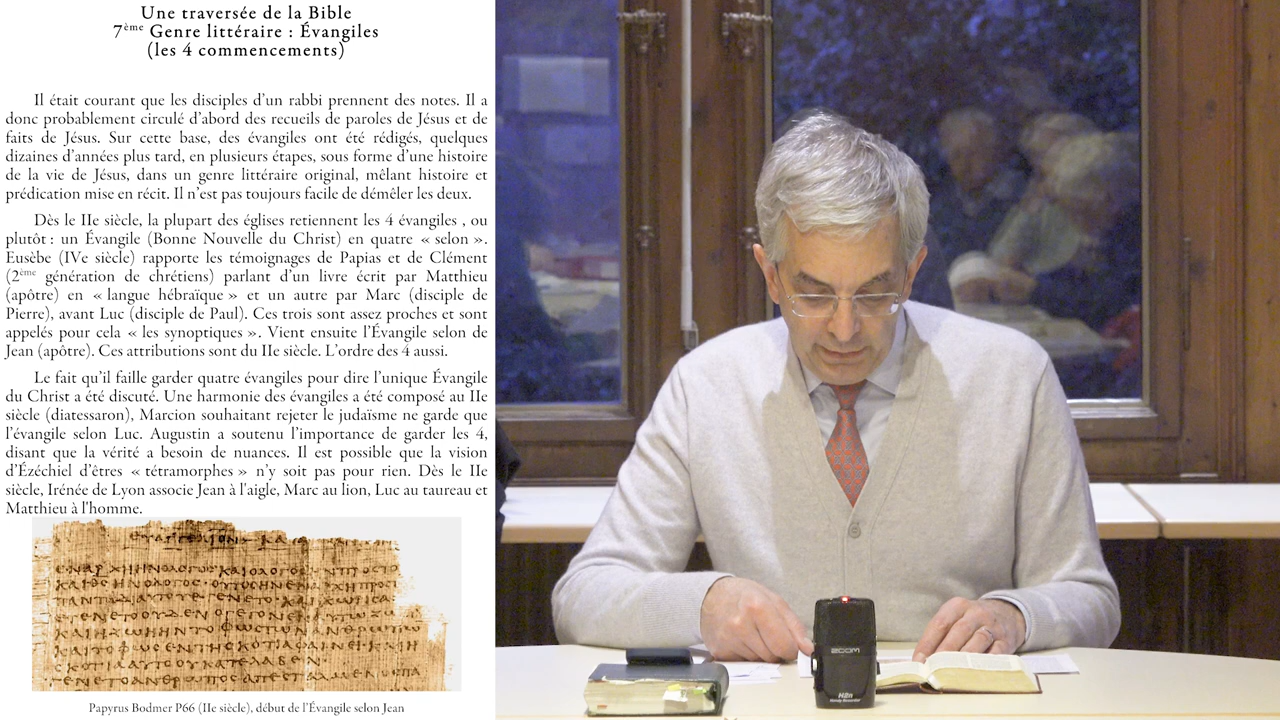 Une traversée de la Bible
7ème Genre littéraire : Évangiles
(les 4 commencements)
Il était courant que les disciples d'un rabbi prennent des notes. Il a
donc probablement circulé d'abord des recueils de paroles de Jésus et de
faits de Jésus. Sur cette base, des évangiles ont été rédigés, quelques
dizaines d'années plus tard, en plusieurs étapes, sous forme d'une histoire
de la vie de Jésus, dans un genre littéraire original, mêlant histoire et
prédication mise en récit. Il n'est pas toujours facile de démêler les deux.
Dès le IIe siècle, la plupart des églises retiennent les 4 évangiles , ou
plutôt : un Évangile (Bonne Nouvelle du Christ) en quatre « selon ».
Eusèbe (IVe siècle) rapporte les témoignages de Papias et de Clément
(2ème génération de chrétiens) parlant d'un livre écrit par Matthieu
(apôtre) en « langue hébraïque » et un autre par Marc (disciple de
Pierre), avant Luc (disciple de Paul). Ces trois sont assez proches et sont
appelés pour cela « les synoptiques ». Vient ensuite l'Évangile selon de
Jean (apôtre). Ces attributions sont du IIe siècle. L'ordre des 4 aussi.
Le fait qu'il faille garder quatre évangiles pour dire l'unique Évangile
du Christ a été discuté. Une harmonie des évangiles a été composé au IIe
siècle (diatessaron), Marcion souhaitant rejeter le judaïsme ne garde que
l'évangile selon Luc. Augustin a soutenu l'importance de garder les 4,
disant que la vérité a besoin de nuances. Il est possible que la vision
d'Ézéchiel d'êtres « tétramorphes » n'y soit pas pour rien. Dès le IIe
siècle, Irénée de Lyon associe Jean à l'aigle, Marc au lion, Luc au taureau et
Matthieu à l'homme.
Papyrus Bodmer P66 (IIe siècle), début de l'Évangile selon Jean
ZOOM
H2n
Handy Recorder